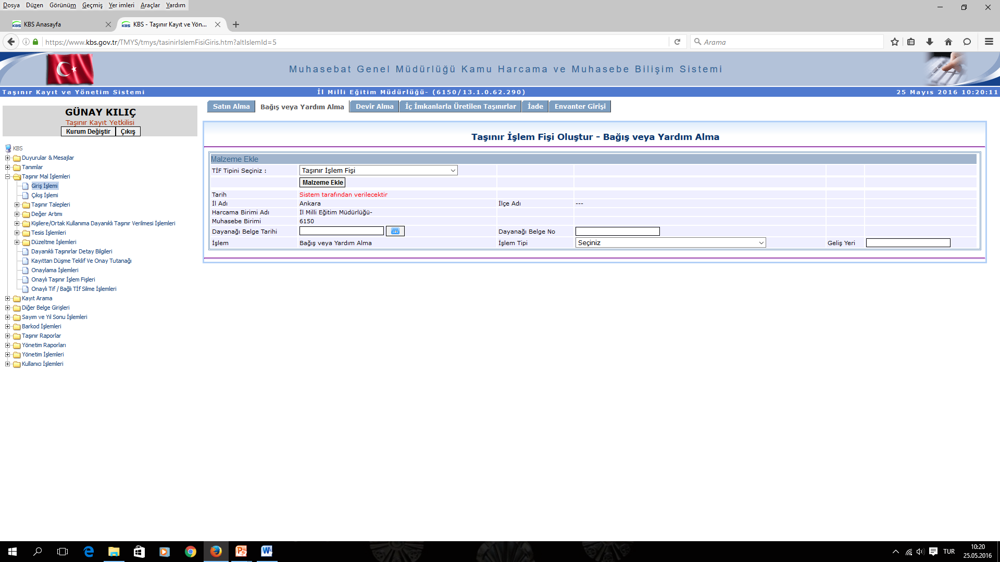 Dosya Düzen Görünüm Geçmiş Yer imleri Araçlar Yardım
KBS Anasayfa
KBS - Taşınır Kayıt ve Yön...
https://www.kbs.gov.tr/TMYS/tmys/tasinirIslemFisiGiris.htm?altIslemId=5
Arama
Muhasebat Genel Müdürlüğü Kamu Harcama ve Muhasebe Bilişim Sistemi
Taşınır Kayıt ve Yönetim Sistemi İl Milli Eğitim Müdürlüğü- (6150/13.1.0.62.290) 25 Mayıs 2016 10:20:11
GÜNAY KILIÇ
Taşınır Kayıt Yetkilisi
Kurum Değiştir Çıkış
KBS
Duyurular & Mesajlar
Tanımlar
Taşınır Mal İşlemleri
Giriş İşlemi
Çıkış İşlemi
Taşınır Talepleri
Değer Artımı
Kişilere/Ortak Kullanıma Dayanıklı Taşınır Verilmesi İşlemleri
Tesis İşlemleri
Düzeltme İşlemleri
Dayanıklı Taşınırlar Detay Bilgileri
Kayıttan Düşme Teklif Ve Onay Tutanağı
Onaylama İşlemleri
Onaylı Taşınır İşlem Fişleri
Onaylı Tif / Bağlı Tİf Silme İşlemleri
Kayıt Arama
Diğer Belge Girişleri
Sayım ve Yıl Sonu İşlemleri
Barkod İşlemleri
Taşınır Raporlar
Yönetim Raporları
Yönetim İşlemleri
Kullanıcı İşlemleri
Satın Alma Bağış veya Yardım Alma Devir Alma İç İmkanlarla Üretilen Taşınırlar İade Envanter Girişi
Taşınır İşlem Fişi Oluştur - Bağış veya Yardım Alma
Malzeme Ekle
TİF Tipini Seçiniz : Taşınır İşlem Fişi
Malzeme Ekle
Tarih Sistem tarafından verilecektir
İl Adı Ankara İlçe Adı ---
Harcama Birimi Adı İl Milli Eğitim Müdürlüğü-
Muhasebe Birimi 6150
Dayanağı Belge Tarihi Dayanağı Belge No
İşlem Bağış veya Yardım Alma İşlem Tipi Seçiniz Geliş Yeri
TUR
10:20
25.05.2016